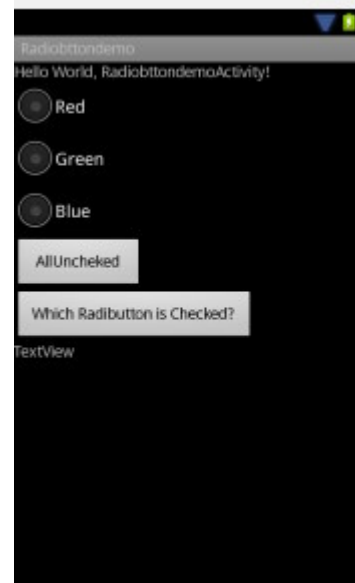 Radiobttondemo
Hello World, RadiobttondemoActivity!
Red
Green
Blue
AllUncheked
Which Radibutton is Checked?
TextView